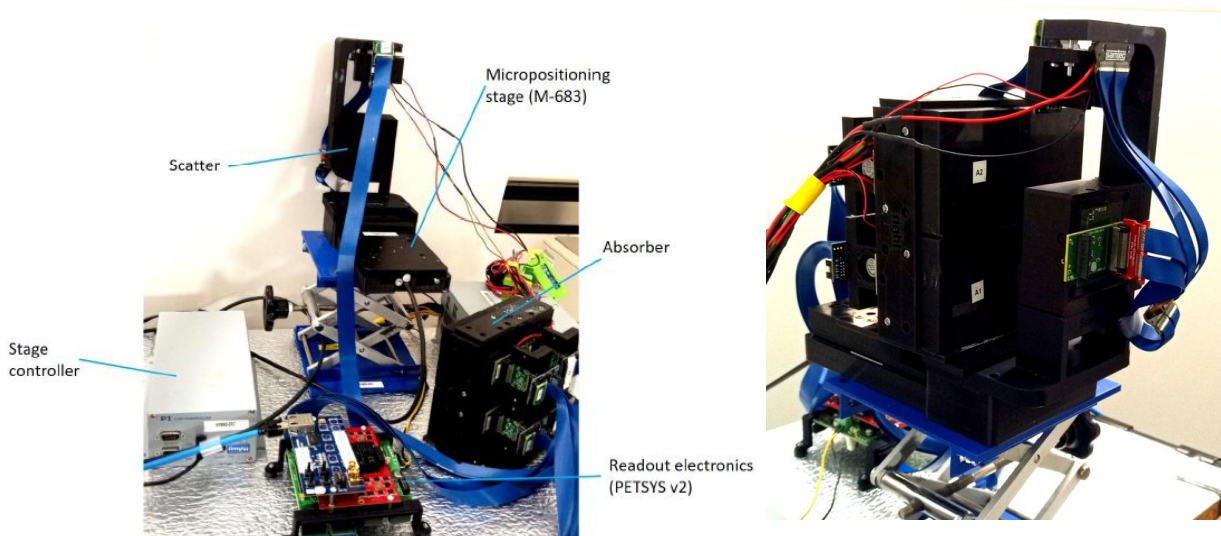 Micropositioning
stage (M-683)
Scatter
Absorber
Stage
controller
Readout electronics
(PETSYS v2)
PI
A2
A1
samtec